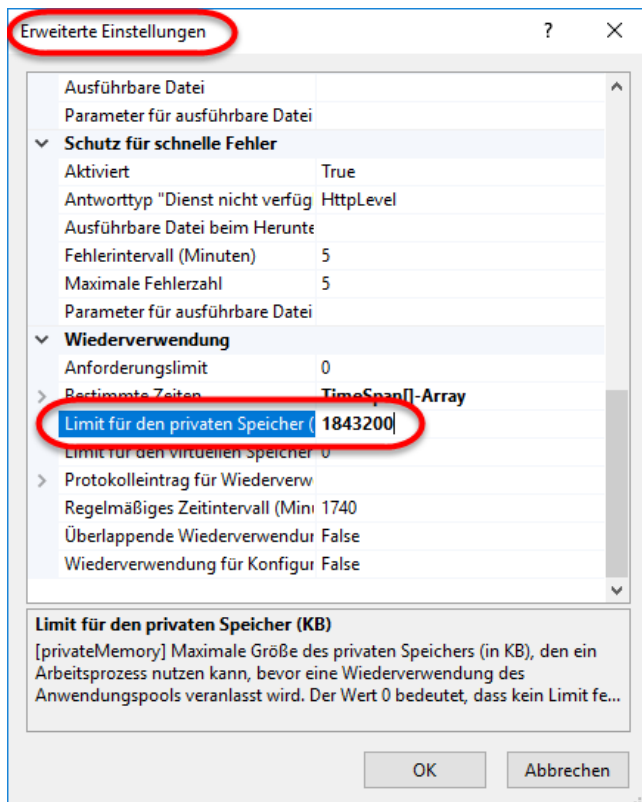 Erweiterte Einstellungen ? ×
Ausführbare Datei
Parameter für ausführbare Datei
Schutz für schnelle Fehler
Aktiviert True
Antworttyp "Dienst nicht verfüg HttpLevel
Ausführbare Datei beim Herunte
Fehlerintervall (Minuten) 5
Maximale Fehlerzahl 5
Parameter für ausführbare Datei
Wiederverwendung
Anforderungslimit 0
Bestimmte Zeiten TimeSpan[]-Array
Limit für den privaten Speicher ( 1843200
Limit für den virtuellen Speicher 0
Protokolleintrag für Wiederverw
Regelmäßiges Zeitintervall (Minu 1740
Überlappende Wiederverwendur False
Wiederverwendung für Konfigur False
Limit für den privaten Speicher (KB)
[privateMemory] Maximale Größe des privaten Speichers (in KB), den ein
Arbeitsprozess nutzen kann, bevor eine Wiederverwendung des
Anwendungspools veranlasst wird. Der Wert 0 bedeutet, dass kein Limit fe...
OK Abbrechen